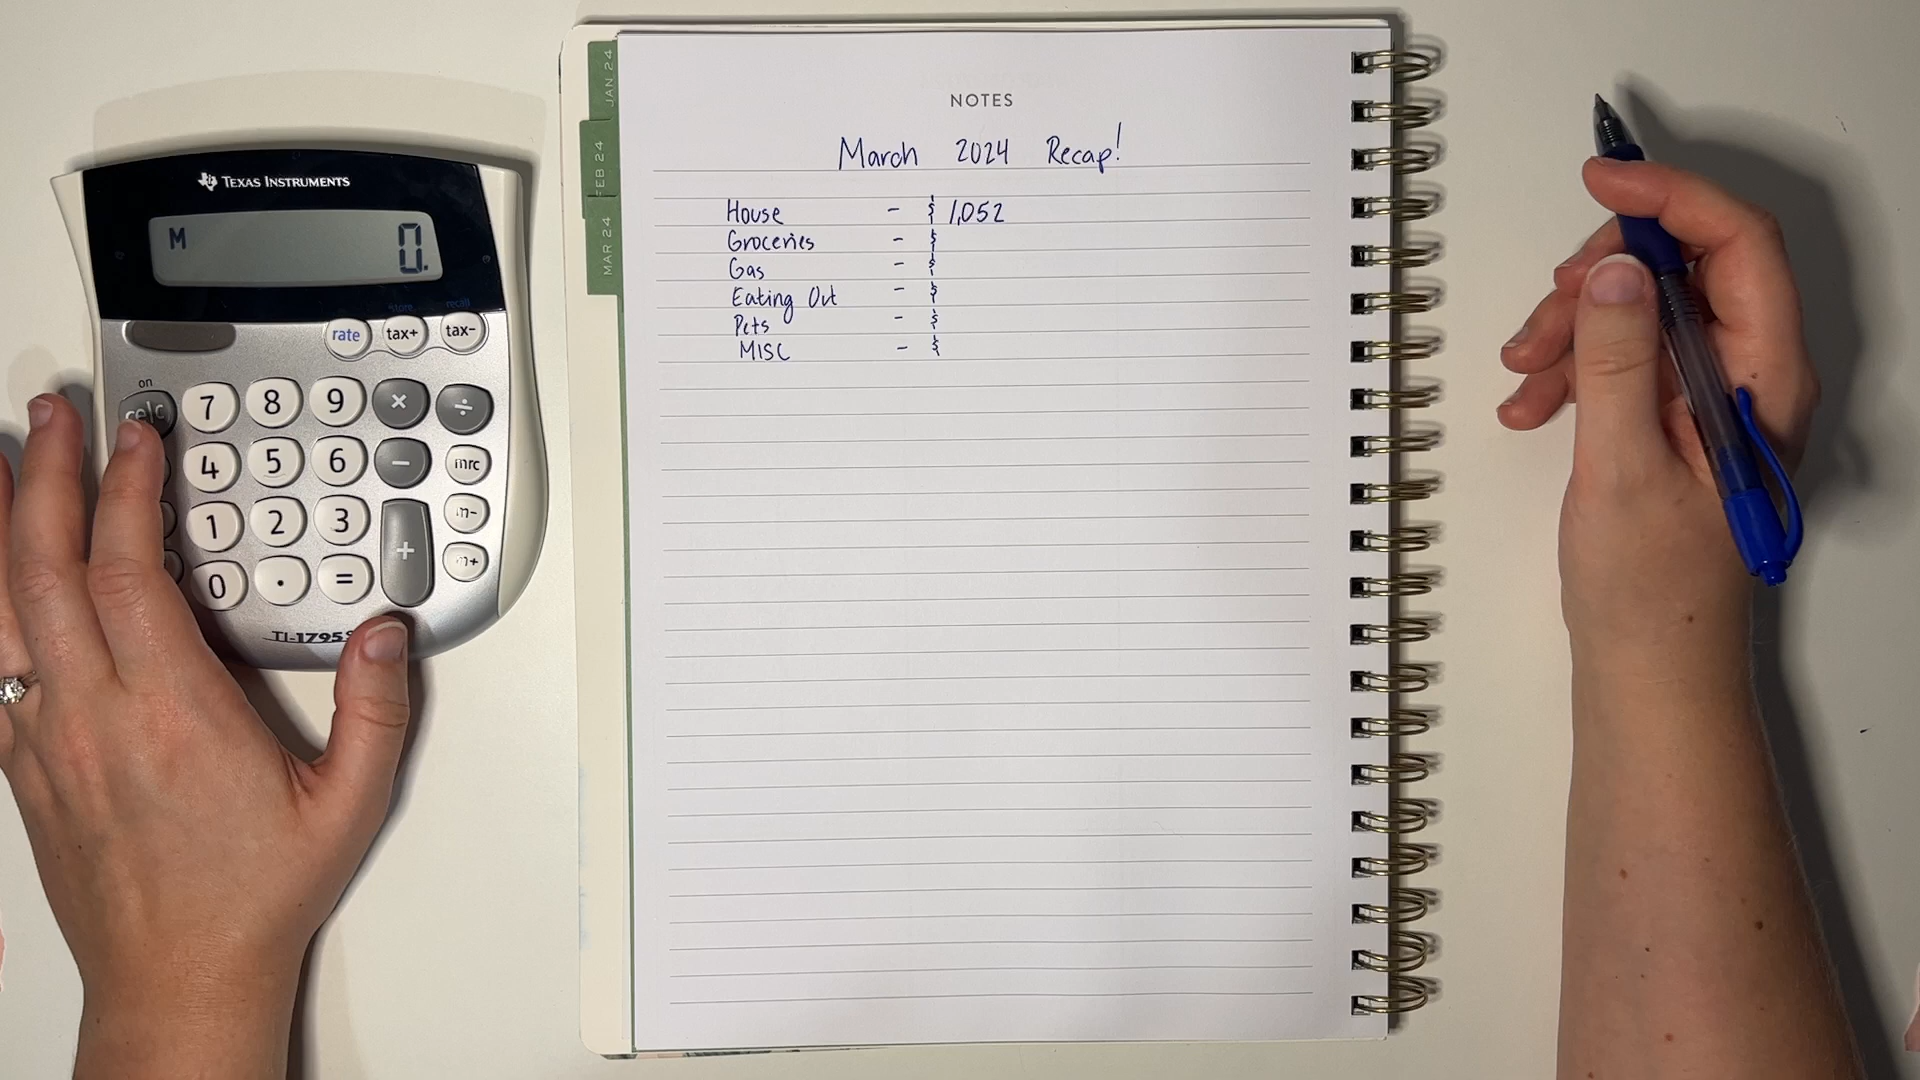 JAN 24
FEB 24
MAR 24
NOTES
March 2024 Recap!
House - $ 1,052
Groceries - $
Gas - $
Eating Out - $
Pets - $
MISC - $
TEXAS INSTRUMENTS
M 0.
store recall
rate tax+ tax-
on
ce/c 7 8 9 × ÷
4 5 6 − mrc
1 2 3 + m-
0 . = m+
TI-1795